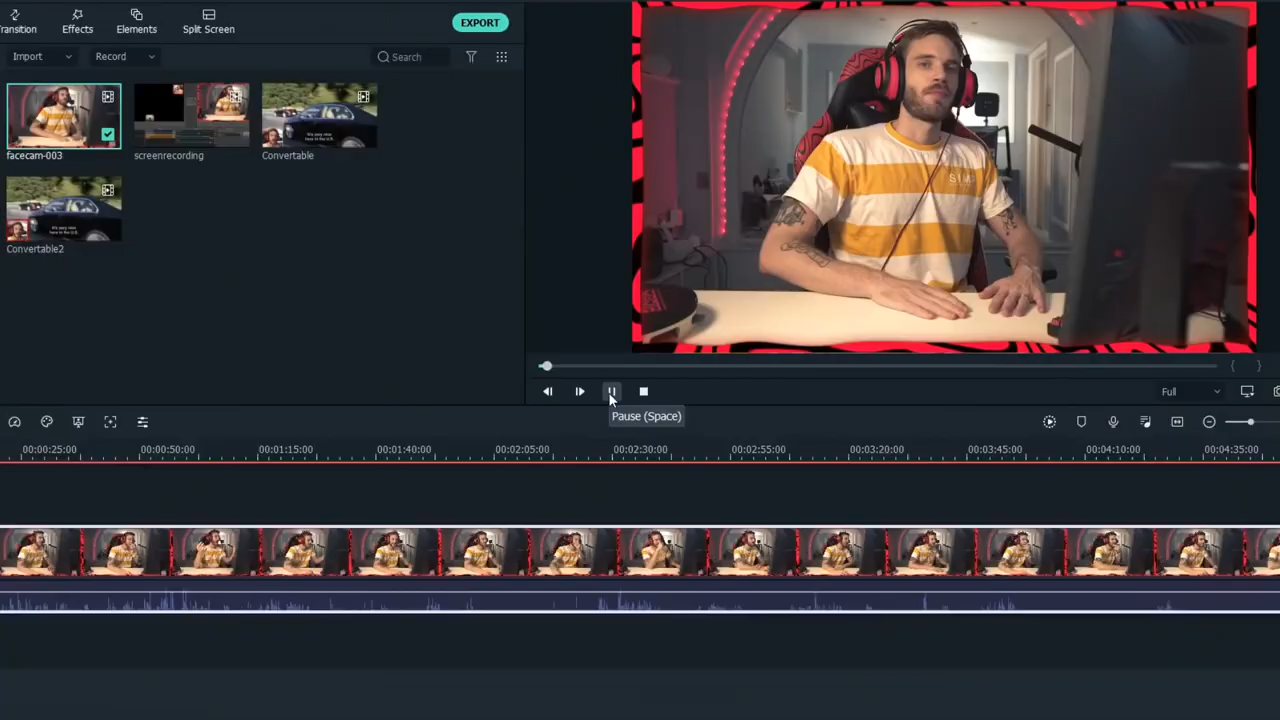 ransition
Effects
Elements
Split Screen
EXPORT
Import
Record
Search
facecam-003
screenrecording
Convertable
Convertable2
Full
Pause (Space)
00:00:25:00
00:00:50:00
00:01:15:00
00:01:40:00
00:02:05:00
00:02:30:00
00:02:55:00
00:03:20:00
00:03:45:00
00:04:10:00
00:04:35:00